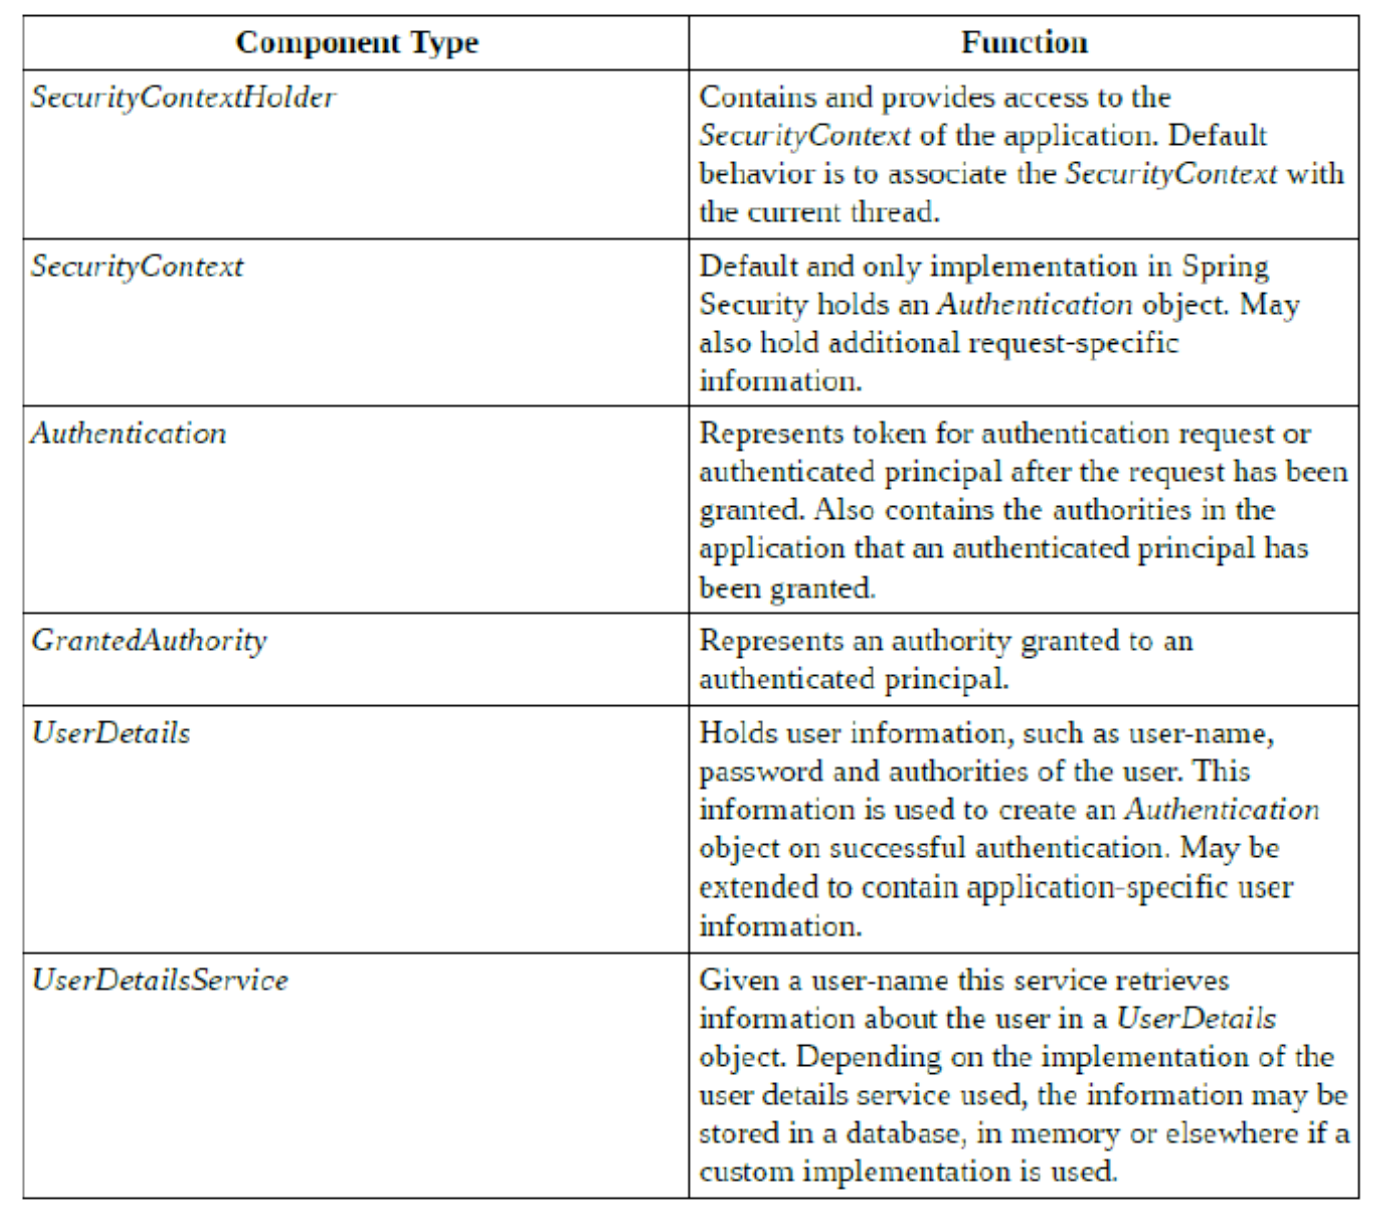 Component Type
Function
SecurityContextHolder
Contains and provides access to the
SecurityContext of the application. Default
behavior is to associate the SecurityContext with
the current thread.
SecurityContext
Default and only implementation in Spring
Security holds an Authentication object. May
also hold additional request-specific
information.
Authentication
Represents token for authentication request or
authenticated principal after the request has been
granted. Also contains the authorities in the
application that an authenticated principal has
been granted.
GrantedAuthority
Represents an authority granted to an
authenticated principal.
UserDetails
Holds user information, such as user-name,
password and authorities of the user. This
information is used to create an Authentication
object on successful authentication. May be
extended to contain application-specific user
information.
UserDetailsService
Given a user-name this service retrieves
information about the user in a UserDetails
object. Depending on the implementation of the
user details service used, the information may be
stored in a database, in memory or elsewhere if a
custom implementation is used.